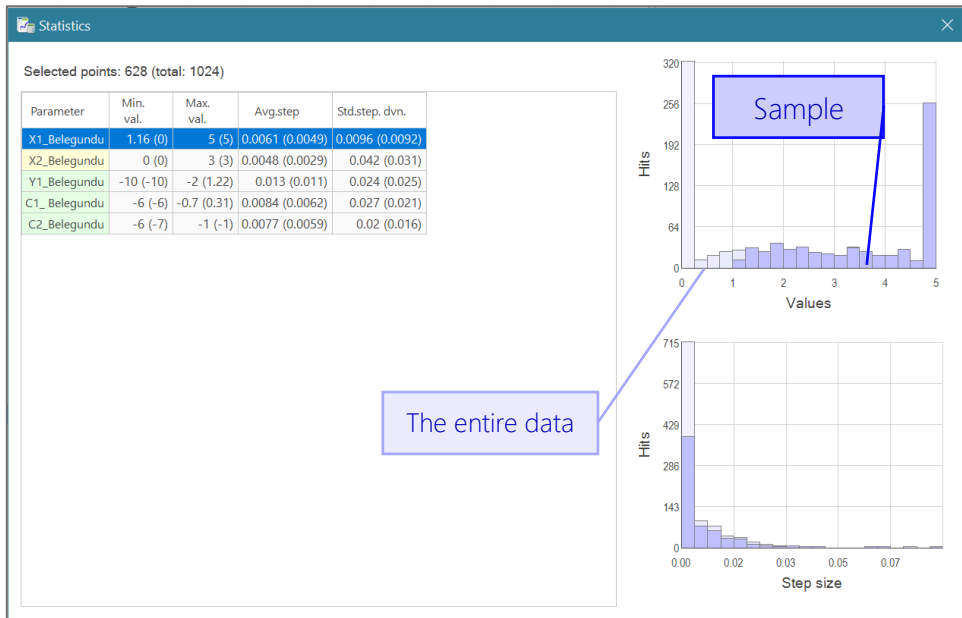 Statistics
Selected points: 628 (total: 1024)
Parameter Min. val. Max. val. Avg.step Std.step. dvn.
X1_Belegundu 1.16 (0) 5 (5) 0.0061 (0.0049) 0.0096 (0.0092)
X2_Belegundu 0 (0) 3 (3) 0.0048 (0.0029) 0.042 (0.031)
Y1_Belegundu -10 (-10) -2 (1.22) 0.013 (0.011) 0.024 (0.025)
C1_ Belegundu -6 (-6) -0.7 (0.31) 0.0084 (0.0062) 0.027 (0.021)
C2_Belegundu -6 (-7) -1 (-1) 0.0077 (0.0059) 0.02 (0.016)
320
256
192
128
64
0
Hits
0 1 2 3 4 5
Values
Sample
The entire data
715
572
429
286
143
0
Hits
0.00 0.02 0.03 0.05 0.07
Step size